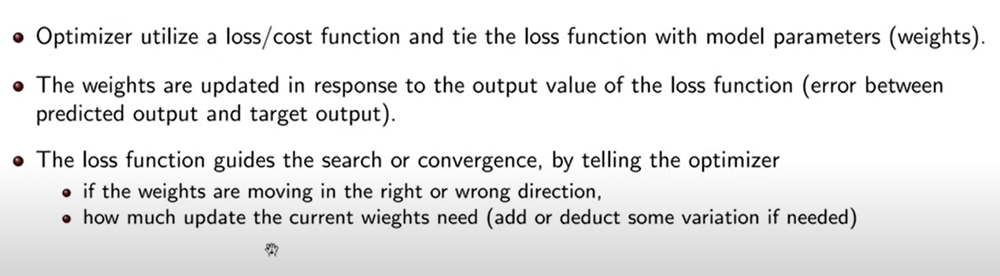 Optimizer utilize a loss/cost function and tie the loss function with model parameters (weights).
The weights are updated in response to the output value of the loss function (error between
predicted output and target output).
The loss function guides the search or convergence, by telling the optimizer
if the weights are moving in the right or wrong direction,
how much update the current wieghts need (add or deduct some variation if needed)